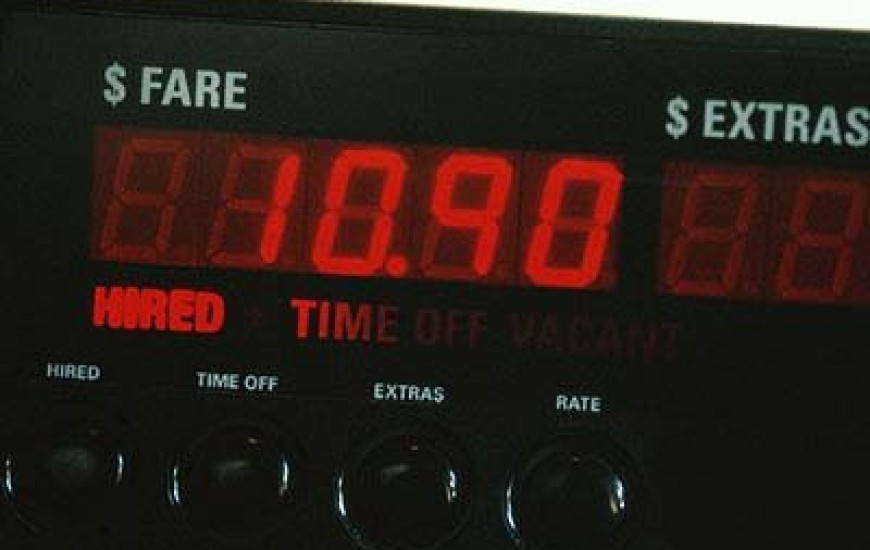 $ FARE
$ EXTRAS
10.90
HIRED TIME OFF VACANT
HIRED TIME OFF EXTRAS RATE